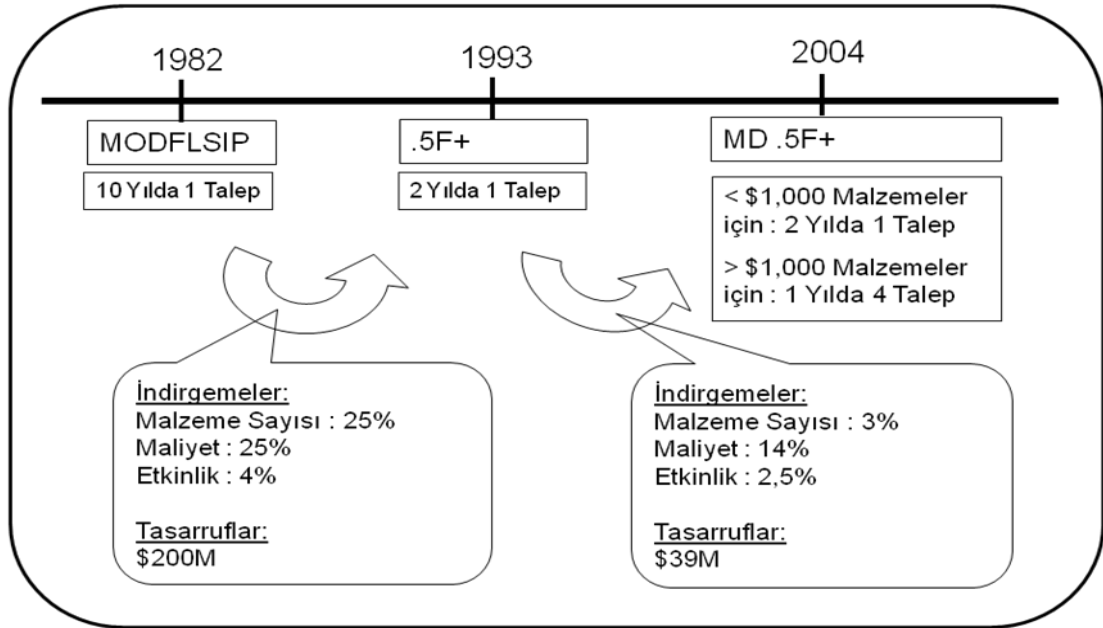 1982
1993
2004
MODFLSIP
.5F+
MD .5F+
10 Yılda 1 Talep
2 Yılda 1 Talep
< $1,000 Malzemeler
için : 2 Yılda 1 Talep
> $1,000 Malzemeler
için : 1 Yılda 4 Talep
İndirgemeler:
Malzeme Sayısı : 25%
Maliyet : 25%
Etkinlik : 4%
Tasarruflar:
$200M
İndirgemeler:
Malzeme Sayısı : 3%
Maliyet : 14%
Etkinlik : 2,5%
Tasarruflar:
$39M